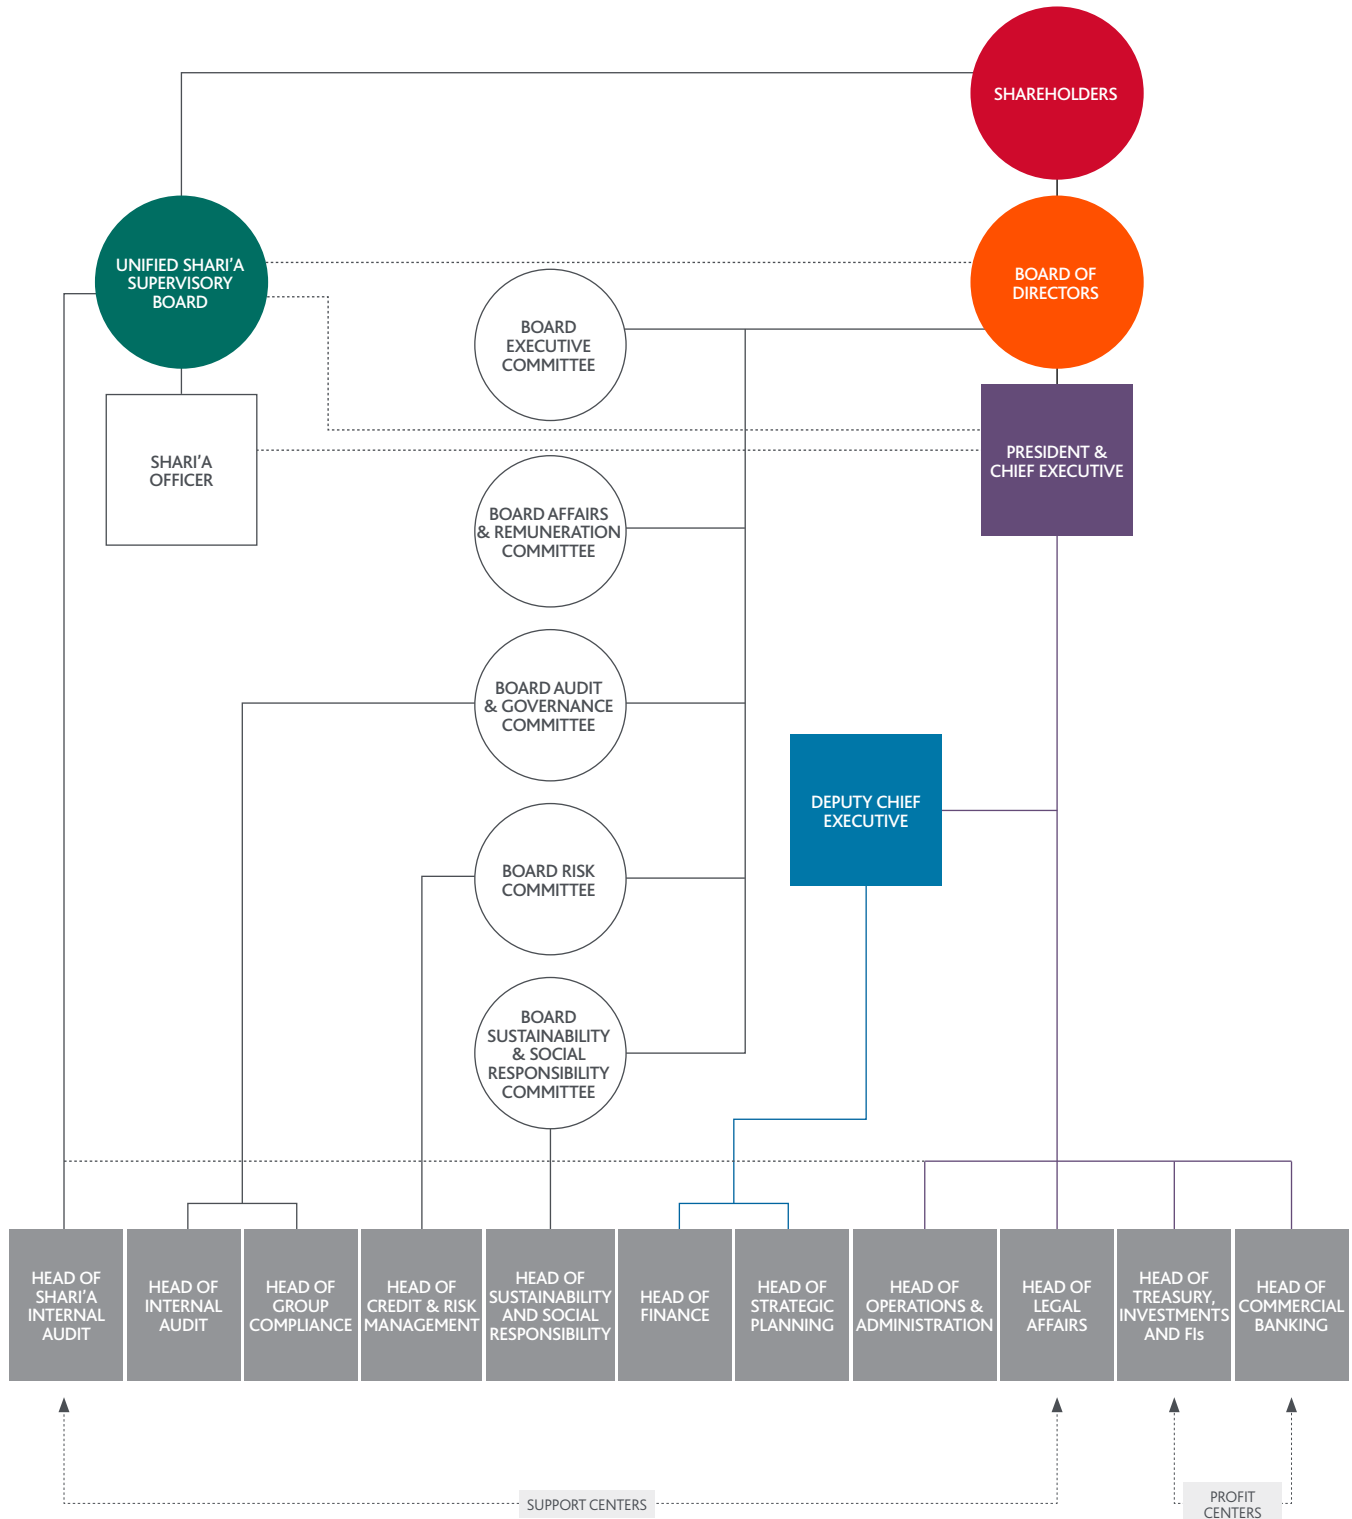 SHAREHOLDERS
UNIFIED SHARI'A
SUPERVISORY
BOARD
BOARD OF
DIRECTORS
BOARD
EXECUTIVE
COMMITTEE
SHARI'A
OFFICER
PRESIDENT &
CHIEF EXECUTIVE
BOARD AFFAIRS
& REMUNERATION
COMMITTEE
BOARD AUDIT
& GOVERNANCE
COMMITTEE
DEPUTY CHIEF
EXECUTIVE
BOARD RISK
COMMITTEE
BOARD
SUSTAINABILITY
& SOCIAL
RESPONSIBILITY
COMMITTEE
HEAD OF
SHARI'A
INTERNAL
AUDIT
HEAD OF
INTERNAL
AUDIT
HEAD OF
GROUP
COMPLIANCE
HEAD OF
CREDIT & RISK
MANAGEMENT
HEAD OF
SUSTAINABILITY
AND SOCIAL
RESPONSIBILITY
HEAD OF
FINANCE
HEAD OF
STRATEGIC
PLANNING
HEAD OF
OPERATIONS &
ADMINISTRATION
HEAD OF
LEGAL
AFFAIRS
HEAD OF
TREASURY,
INVESTMENTS
AND FIs
HEAD OF
COMMERCIAL
BANKING
SUPPORT CENTERS
PROFIT
CENTERS